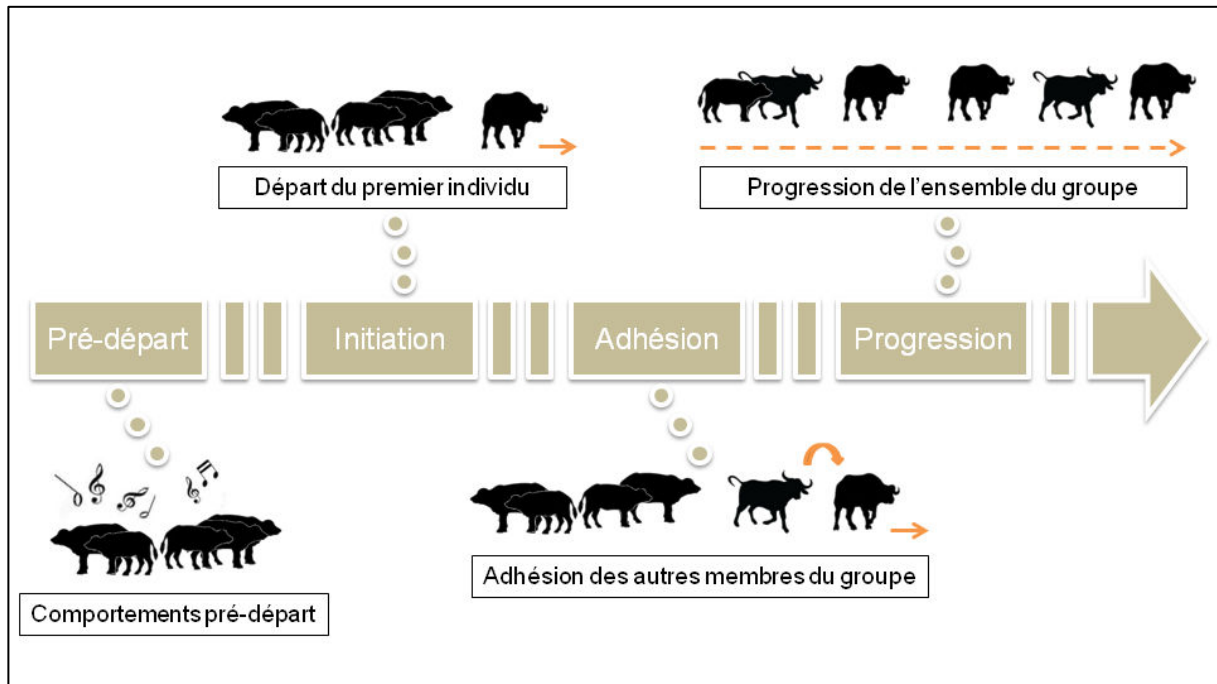 Départ du premier individu
Progression de l'ensemble du groupe
Pré-départ
Initiation
Adhésion
Progression
Adhésion des autres membres du groupe
Comportements pré-départ